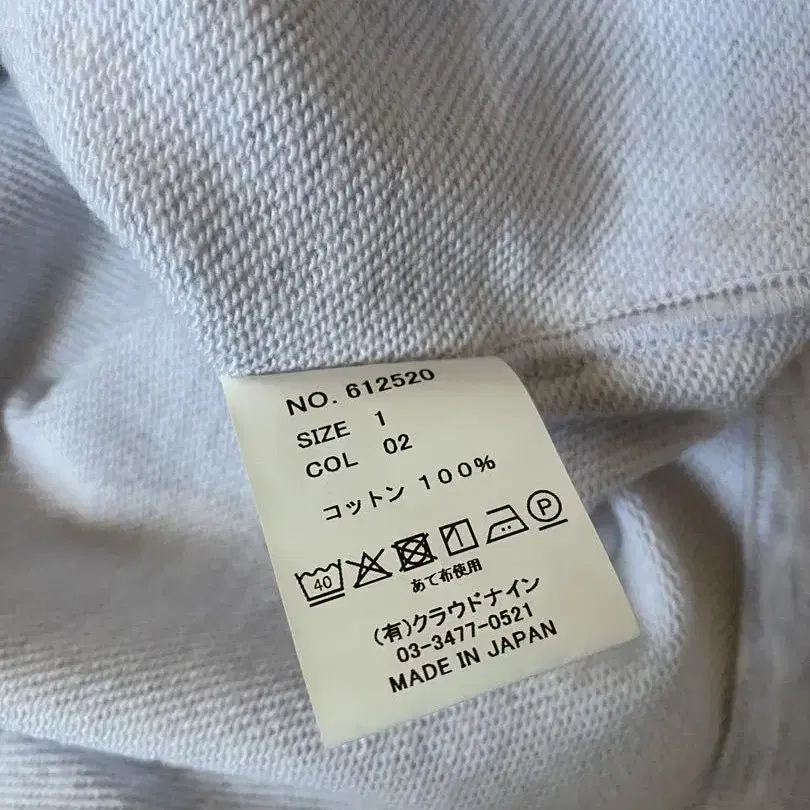 NO. 612520
SIZE 1
COL 02
コットン 100%
40 P
あて布使用
(有)クラウドナイン
03-3477-0521
MADE IN JAPAN